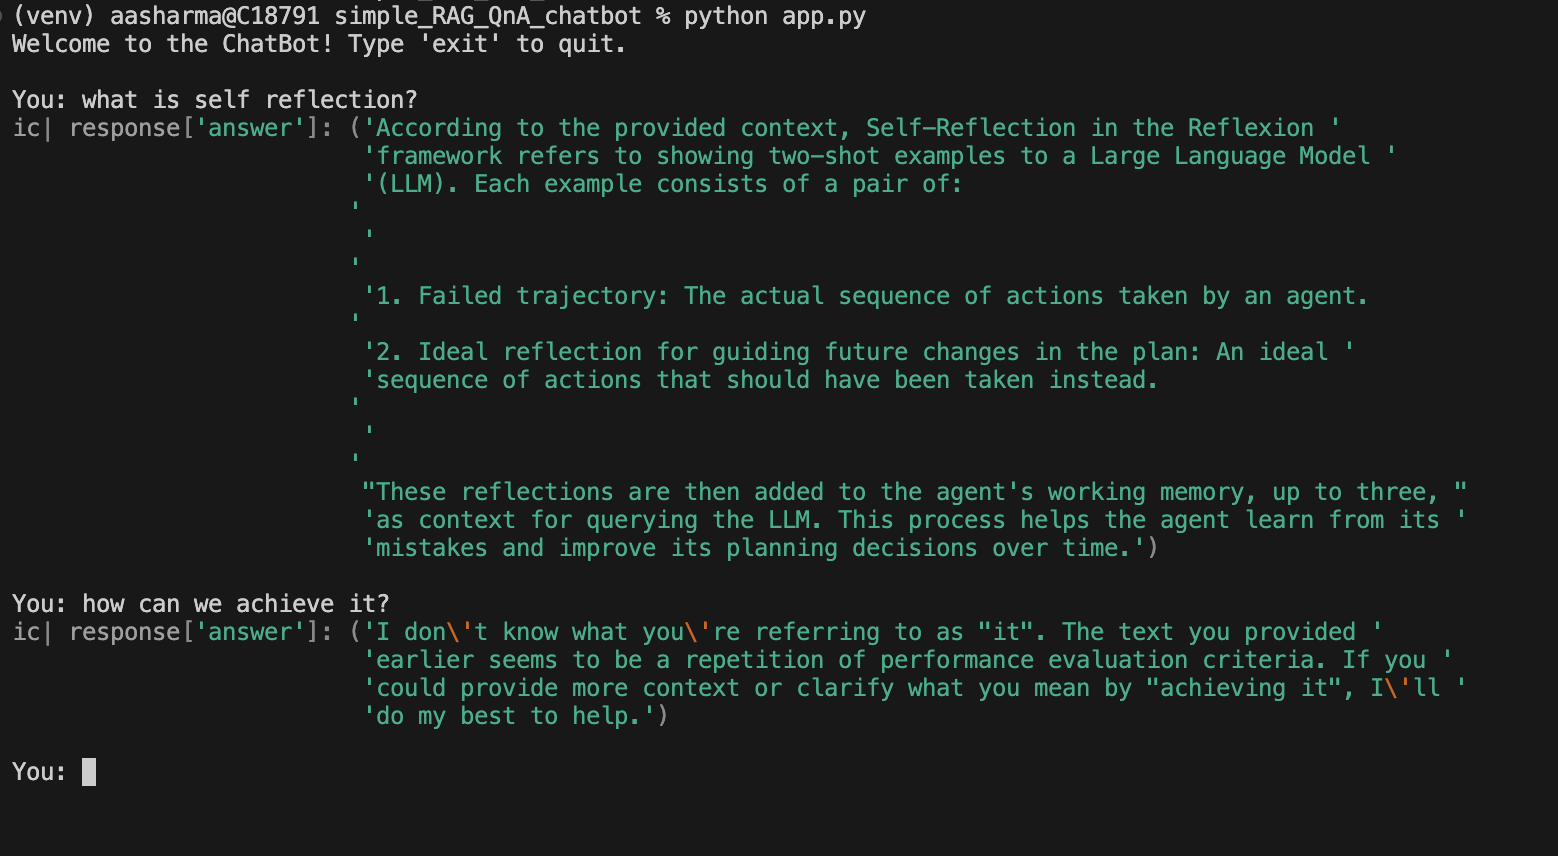 (venv) aasharma@C18791 simple_RAG_QnA_chatbot % python app.py
Welcome to the ChatBot! Type 'exit' to quit.
You: what is self reflection?
ic| response['answer']: ('According to the provided context, Self-Reflection in the Reflexion '
'framework refers to showing two-shot examples to a Large Language Model '
'(LLM). Each example consists of a pair of:
'
'
'
'1. Failed trajectory: The actual sequence of actions taken by an agent.
'
'2. Ideal reflection for guiding future changes in the plan: An ideal '
'sequence of actions that should have been taken instead.
'
'
'
"These reflections are then added to the agent's working memory, up to three, "
'as context for querying the LLM. This process helps the agent learn from its '
'mistakes and improve its planning decisions over time.')
You: how can we achieve it?
ic| response['answer']: ('I don\'t know what you\'re referring to as "it". The text you provided '
'earlier seems to be a repetition of performance evaluation criteria. If you '
'could provide more context or clarify what you mean by "achieving it", I\'ll '
'do my best to help.')
You: